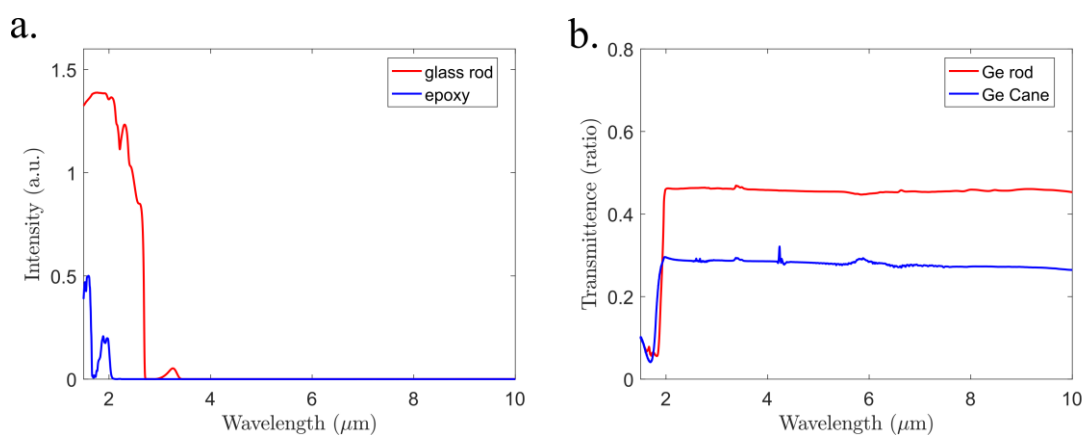 a.
1.5
1
0.5
0
2
4
6
8
10
Intensity (a.u.)
Wavelength (μm)
glass rod
epoxy
b.
0.8
0.6
0.4
0.2
0
2
4
6
8
10
Transmittence (ratio)
Wavelength (μm)
Ge rod
Ge Cane